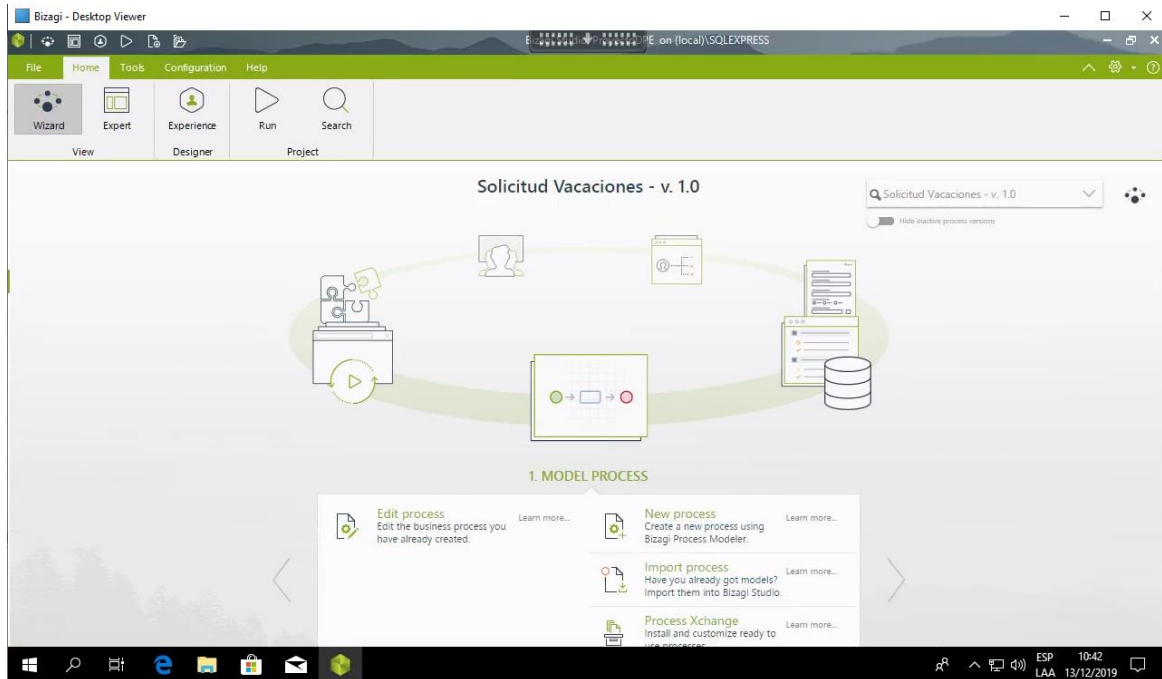 Bizagi - Desktop Viewer
on (local)\SQLEXPRESS
File Home Tools Configuration Help
Wizard Expert Experience Run Search
View Designer Project
Solicitud Vacaciones - v. 1.0
Solicitud Vacaciones - v. 1.0
Hide inactive process versions
1. MODEL PROCESS
Edit process
Learn more...
Edit the business process you
have already created.
New process
Learn more...
Create a new process using
Bizagi Process Modeler.
Import process
Learn more...
Have you already got models?
Import them into Bizagi Studio.
Process Xchange
Learn more...
Install and customize ready to
use processes
ESP 10:42
LAA 13/12/2019